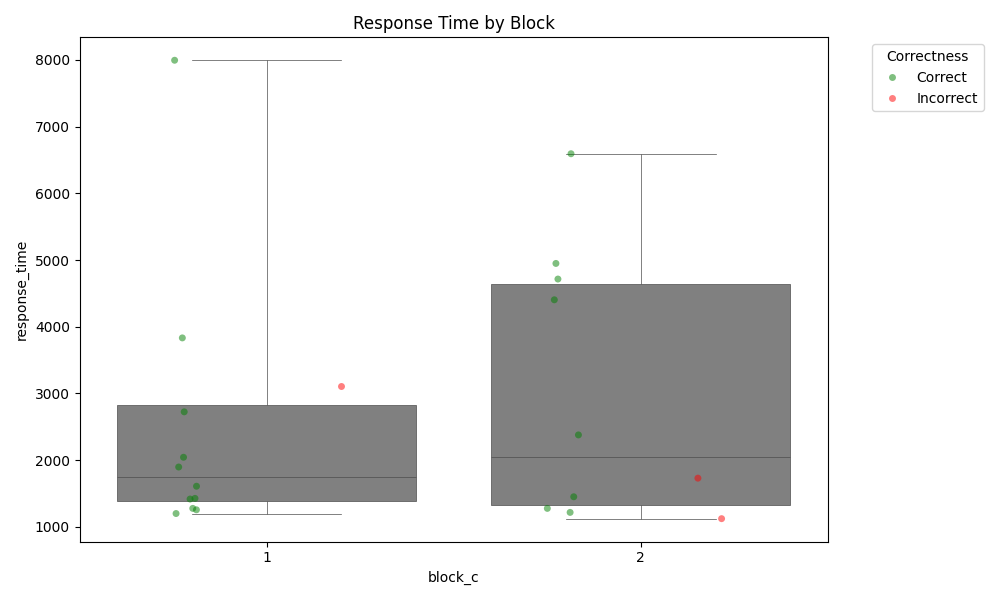 Response Time by Block
Correctness
Correct
Incorrect
8000
7000
6000
5000
4000
3000
2000
1000
response_time
1
2
block_c